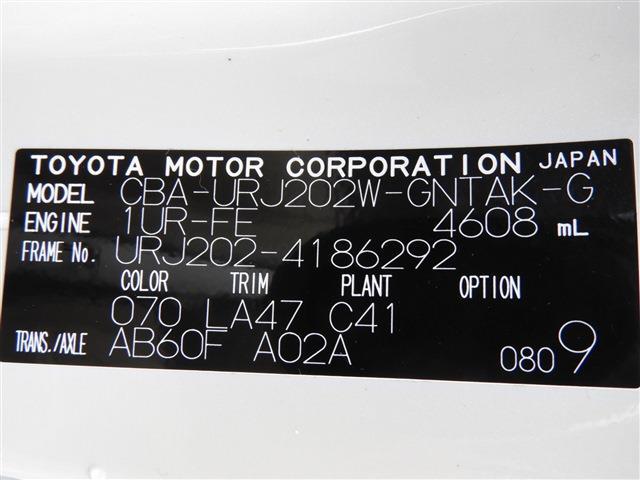 TOYOTA MOTOR CORPORATION JAPAN
MODEL CBA-URJ202W-GNTAK-G
ENGINE 1UR-FE 4608 mL
FRAME No. URJ202-4186292
COLOR TRIM PLANT OPTION
070 LA47 C41
TRANS./AXLE AB60F A02A 0809